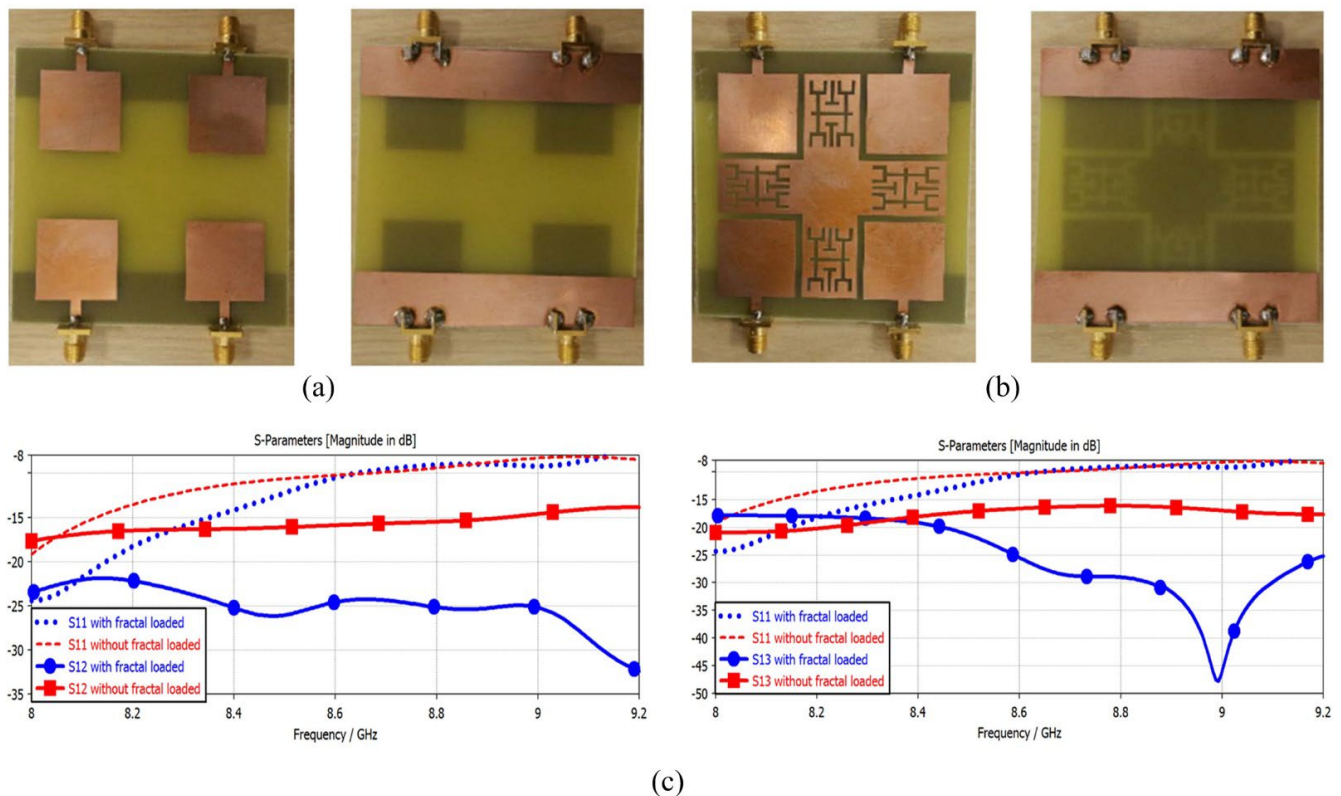 (a)
(b)
S-Parameters [Magnitude in dB]
-8
-15
-20
-25
-30
-35
S11 with fractal loaded
S11 without fractal loaded
S12 with fractal loaded
S12 without fractal loaded
8
8.2
8.4
8.6
8.8
9
9.2
Frequency / GHz
S-Parameters [Magnitude in dB]
-8
-15
-20
-25
-30
-35
-40
-45
-50
S11 with fractal loaded
S11 without fractal loaded
S13 with fractal loaded
S13 without fractal loaded
8
8.2
8.4
8.6
8.8
9
9.2
Frequency / GHz
(c)